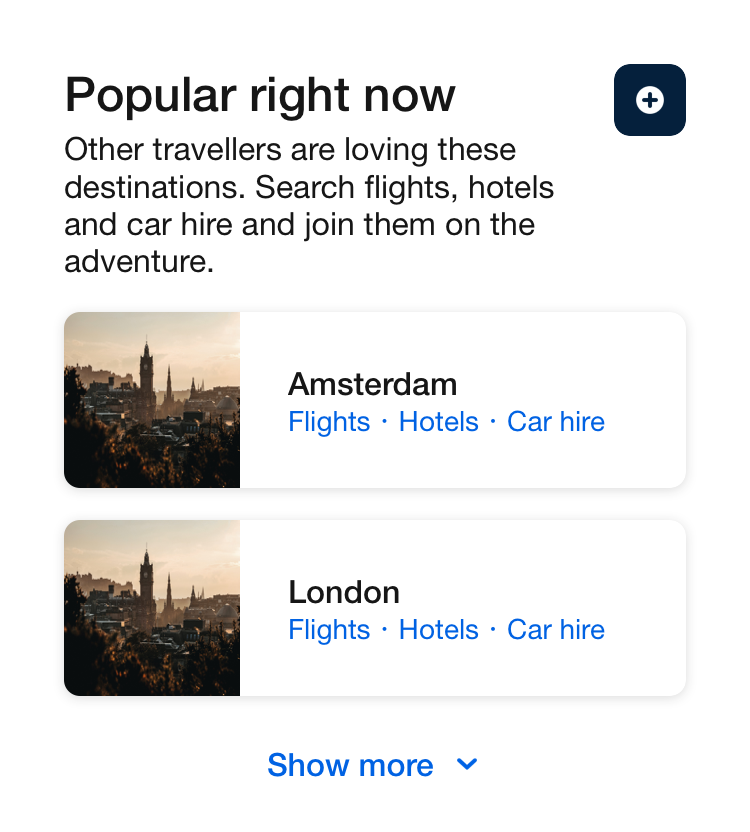 Popular right now
Other travellers are loving these
destinations. Search flights, hotels
and car hire and join them on the
adventure.
Amsterdam
Flights · Hotels · Car hire
London
Flights · Hotels · Car hire
Show more